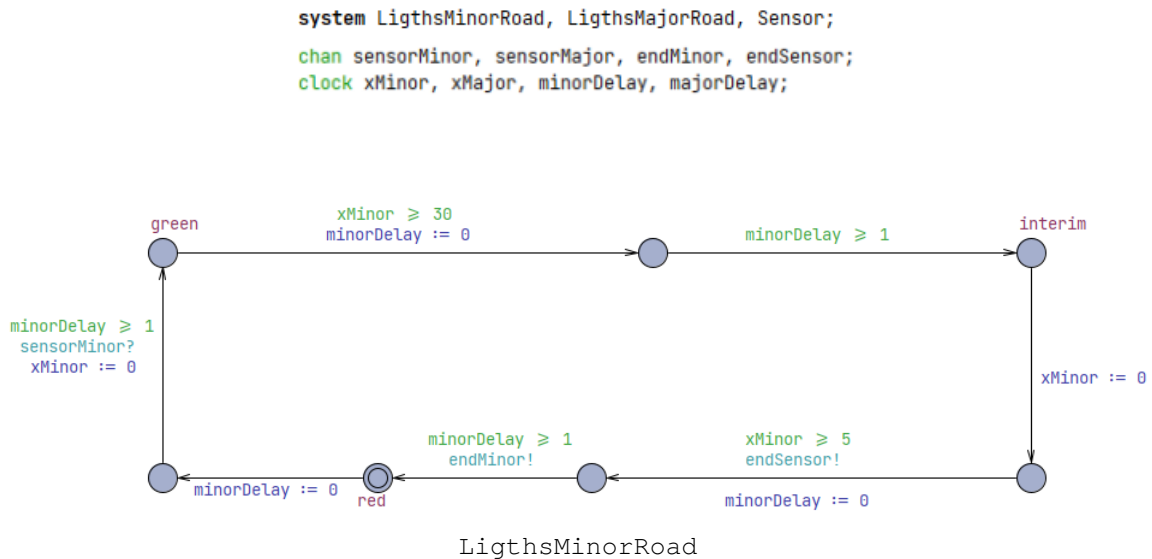 system LigthsMinorRoad, LigthsMajorRoad, Sensor;
chan sensorMinor, sensorMajor, endMinor, endSensor;
clock xMinor, xMajor, minorDelay, majorDelay;
green
xMinor ⩾ 30
minorDelay := 0
minorDelay ⩾ 1
interim
minorDelay ⩾ 1
sensorMinor?
xMinor := 0
xMinor := 0
minorDelay ⩾ 1
endMinor!
xMinor ⩾ 5
endSensor!
minorDelay := 0
red
minorDelay := 0
LigthsMinorRoad